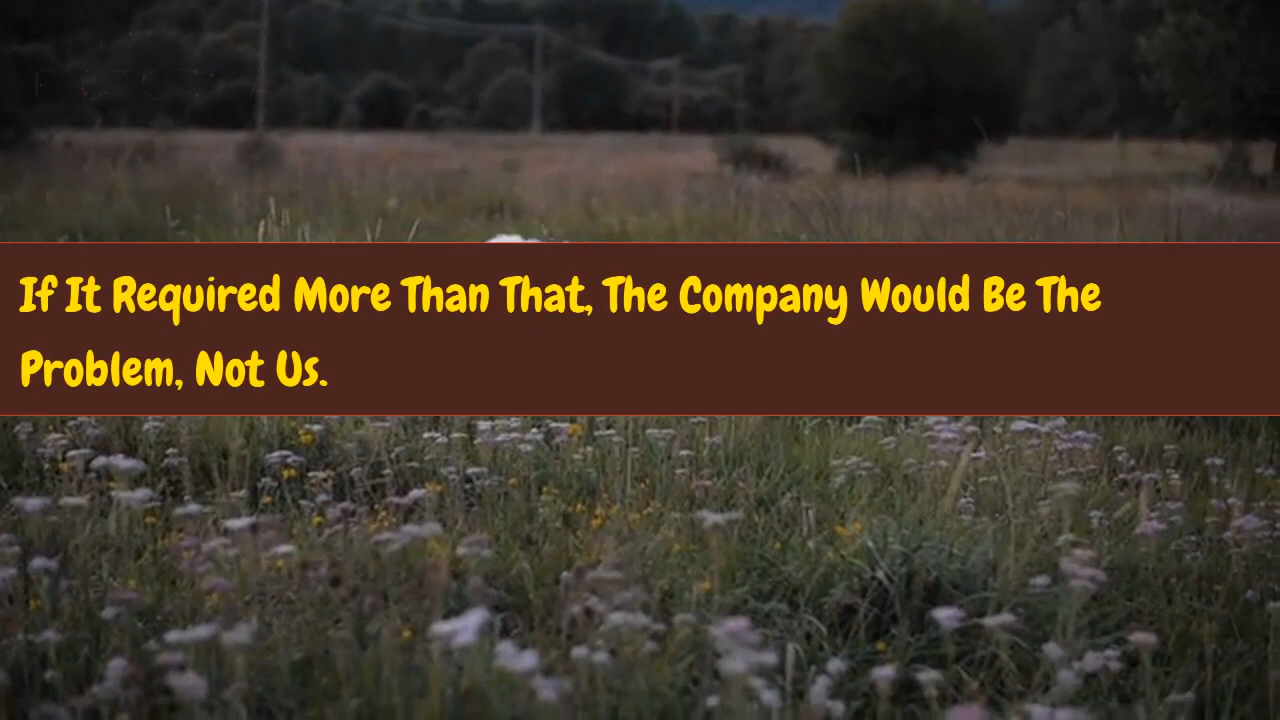 If It Required More Than That, The Company Would Be The
Problem, Not Us.